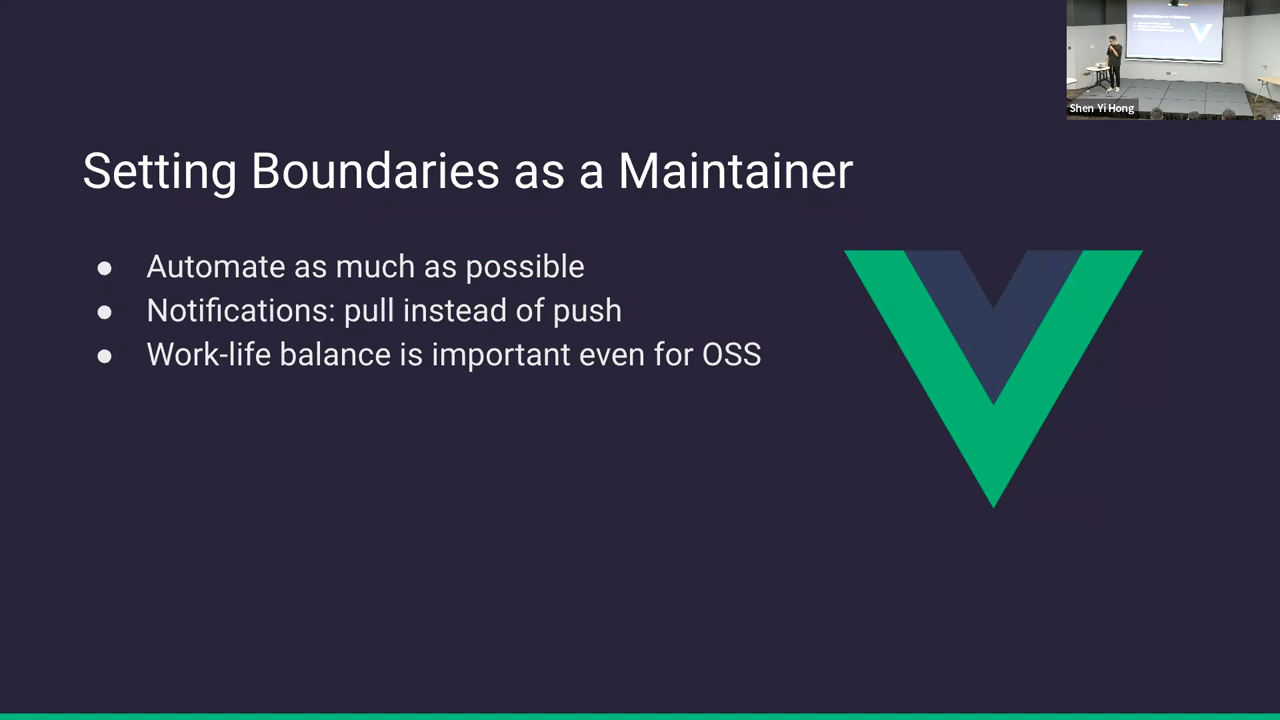 Setting Boundaries as a Maintainer
● Automate as much as possible
● Notifications: pull instead of push
● Work-life balance is important even for OSS
Shen Yi Hong